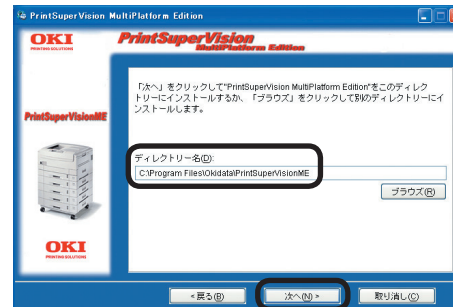 PrintSuperVision MultiPlatform Edition
OKI
PRINTING SOLUTIONS
PrintSuperVision
MultiPlatform Edition
「次へ」をクリックして"PrintSuperVision MultiPlatform Edition"をこのディレク
トリーにインストールするか、「ブラウズ」をクリックして別のディレクトリーにイ
ンストールします。
PrintSuperVisionME
ディレクトリー名(D):
C:\Program Files\Okidata\PrintSuperVisionME
ブラウズ(R)
OKI
PRINTING SOLUTIONS
<戻る(B)
次へ(N)>
取り消し(C)